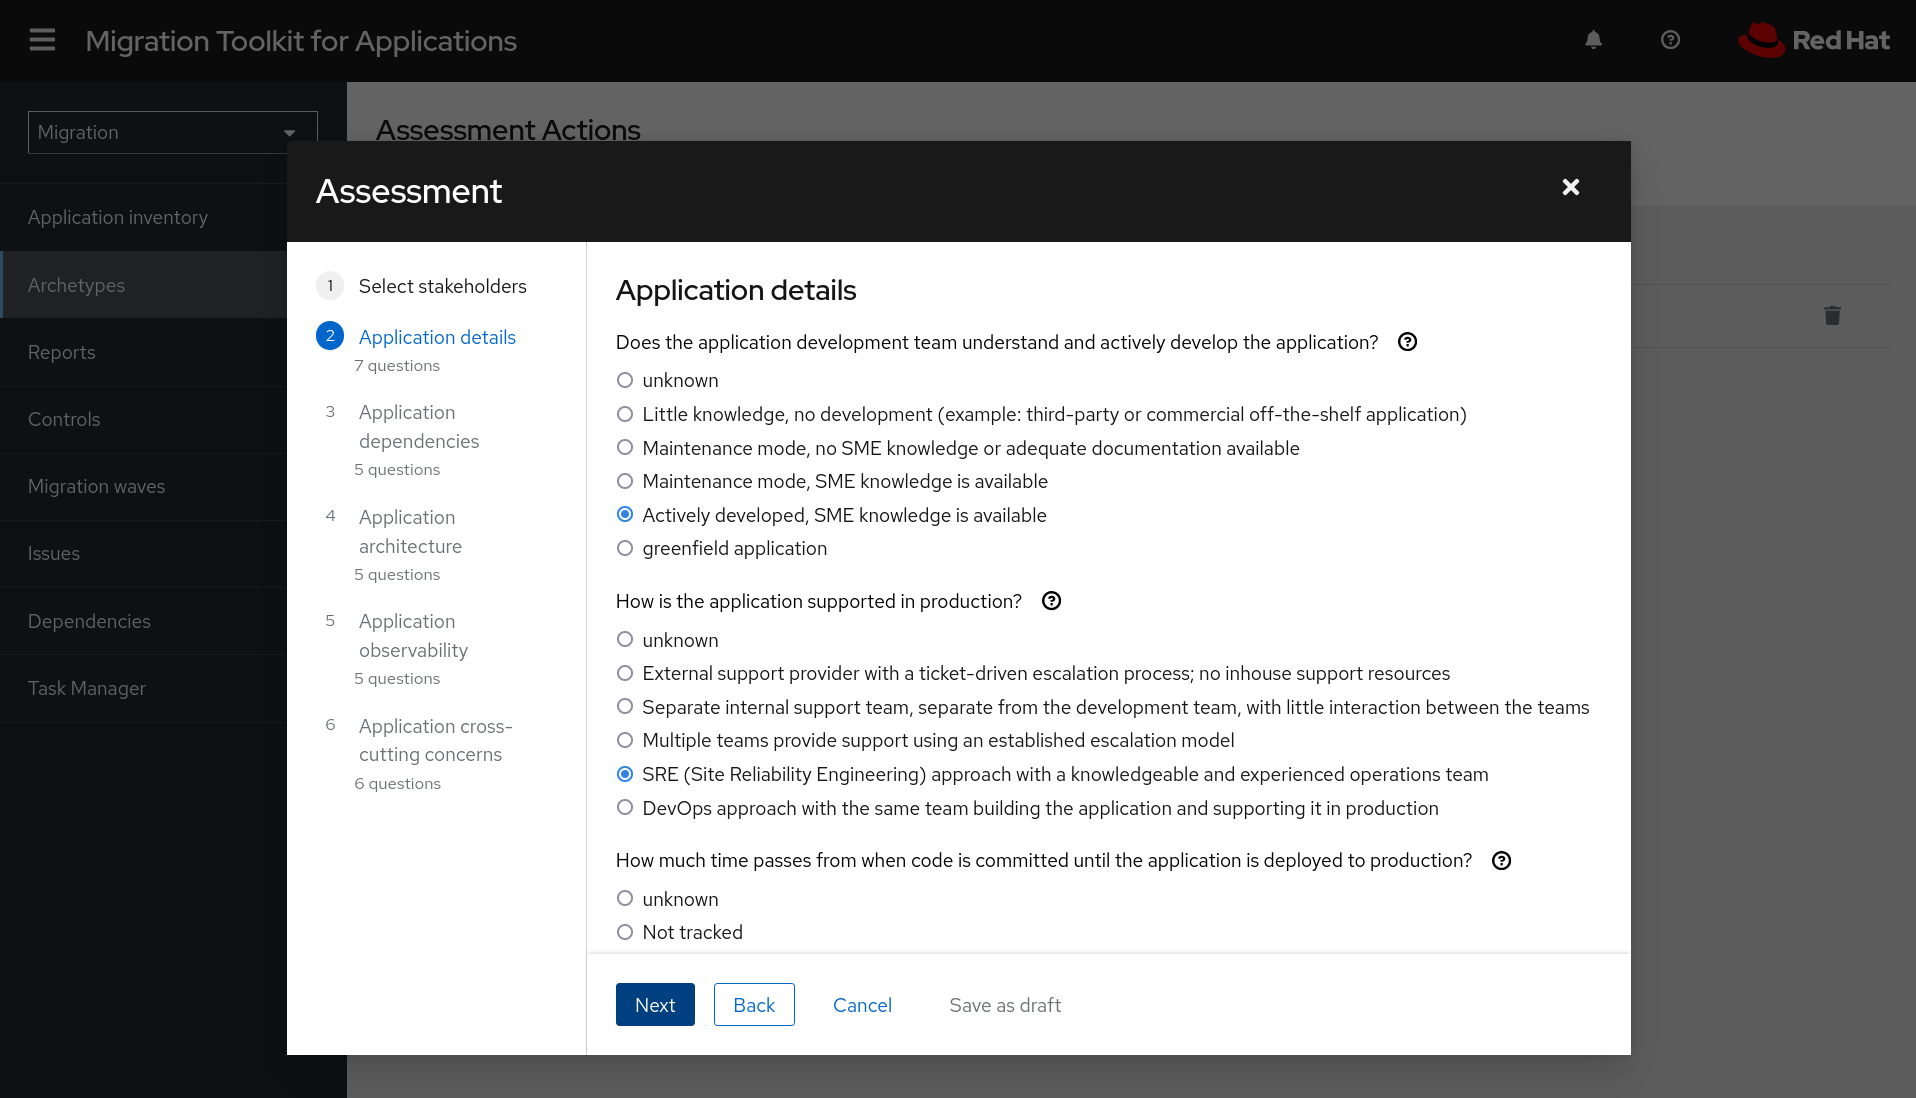 Migration Toolkit for Applications
Red Hat
Migration
Application inventory
Archetypes
Reports
Controls
Migration waves
Issues
Dependencies
Task Manager
Assessment Actions
Assessment
1 Select stakeholders
2 Application details
7 questions
3 Application
dependencies
5 questions
4 Application
architecture
5 questions
5 Application
observability
5 questions
6 Application cross-
cutting concerns
6 questions
Application details
Does the application development team understand and actively develop the application?
unknown
Little knowledge, no development (example: third-party or commercial off-the-shelf application)
Maintenance mode, no SME knowledge or adequate documentation available
Maintenance mode, SME knowledge is available
Actively developed, SME knowledge is available
greenfield application
How is the application supported in production?
unknown
External support provider with a ticket-driven escalation process; no inhouse support resources
Separate internal support team, separate from the development team, with little interaction between the teams
Multiple teams provide support using an established escalation model
SRE (Site Reliability Engineering) approach with a knowledgeable and experienced operations team
DevOps approach with the same team building the application and supporting it in production
How much time passes from when code is committed until the application is deployed to production?
unknown
Not tracked
Next Back Cancel Save as draft